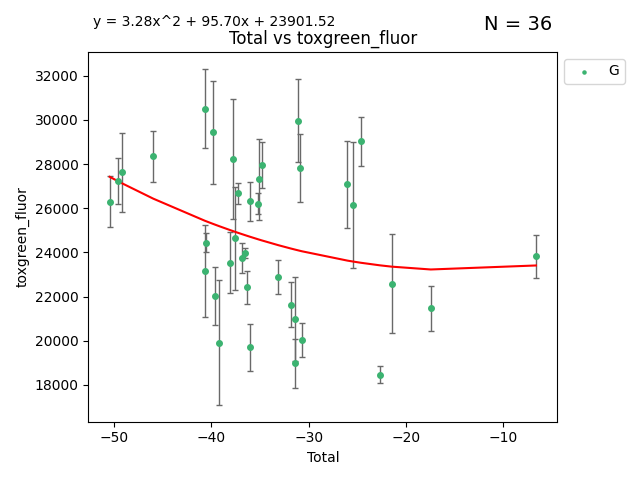 y = 3.28x^2 + 95.70x + 23901.52
N = 36
Total vs toxgreen_fluor
G
32000
30000
28000
26000
24000
22000
20000
18000
toxgreen_fluor
−50
−40
−30
−20
−10
Total